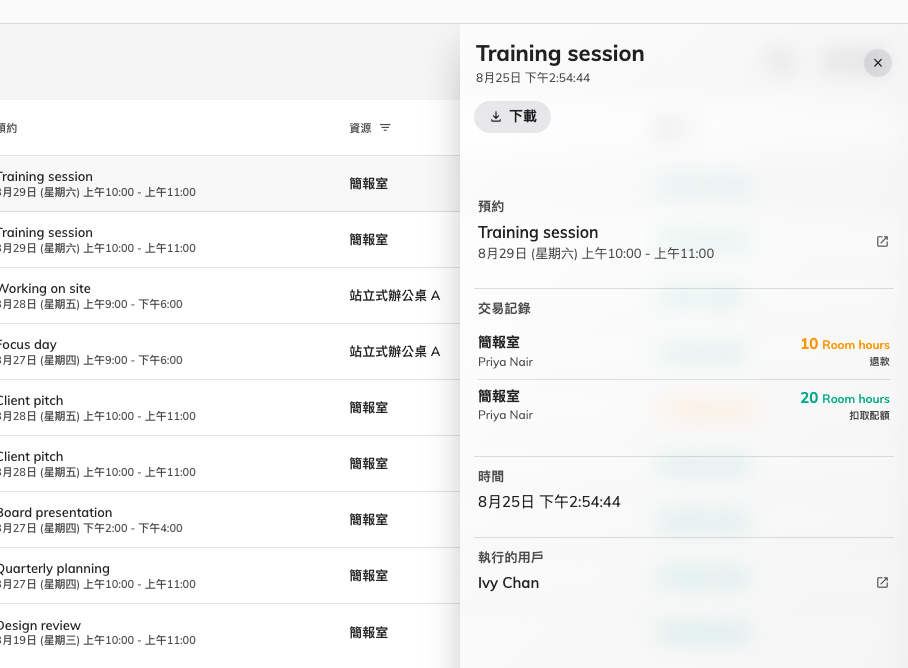 Training session
8月25日 下午2:54:44
下載
預約
Training session
8月29日 (星期六) 上午10:00 - 上午11:00
交易記錄
簡報室
10 Room hours
Priya Nair
退款
簡報室
20 Room hours
Priya Nair
扣取配額
時間
8月25日 下午2:54:44
執行的用戶
Ivy Chan
預約
資源
Training session
8月29日 (星期六) 上午10:00 - 上午11:00
簡報室
Training session
8月29日 (星期六) 上午10:00 - 上午11:00
簡報室
Working on site
8月28日 (星期五) 上午9:00 - 下午6:00
站立式辦公桌 A
Focus day
8月27日 (星期四) 上午9:00 - 下午6:00
站立式辦公桌 A
Client pitch
8月28日 (星期五) 上午10:00 - 上午11:00
簡報室
Client pitch
8月28日 (星期五) 上午10:00 - 上午11:00
簡報室
Board presentation
8月27日 (星期四) 下午2:00 - 下午4:00
簡報室
Quarterly planning
8月27日 (星期四) 上午10:00 - 上午11:00
簡報室
Design review
8月19日 (星期三) 上午10:00 - 上午11:00
簡報室